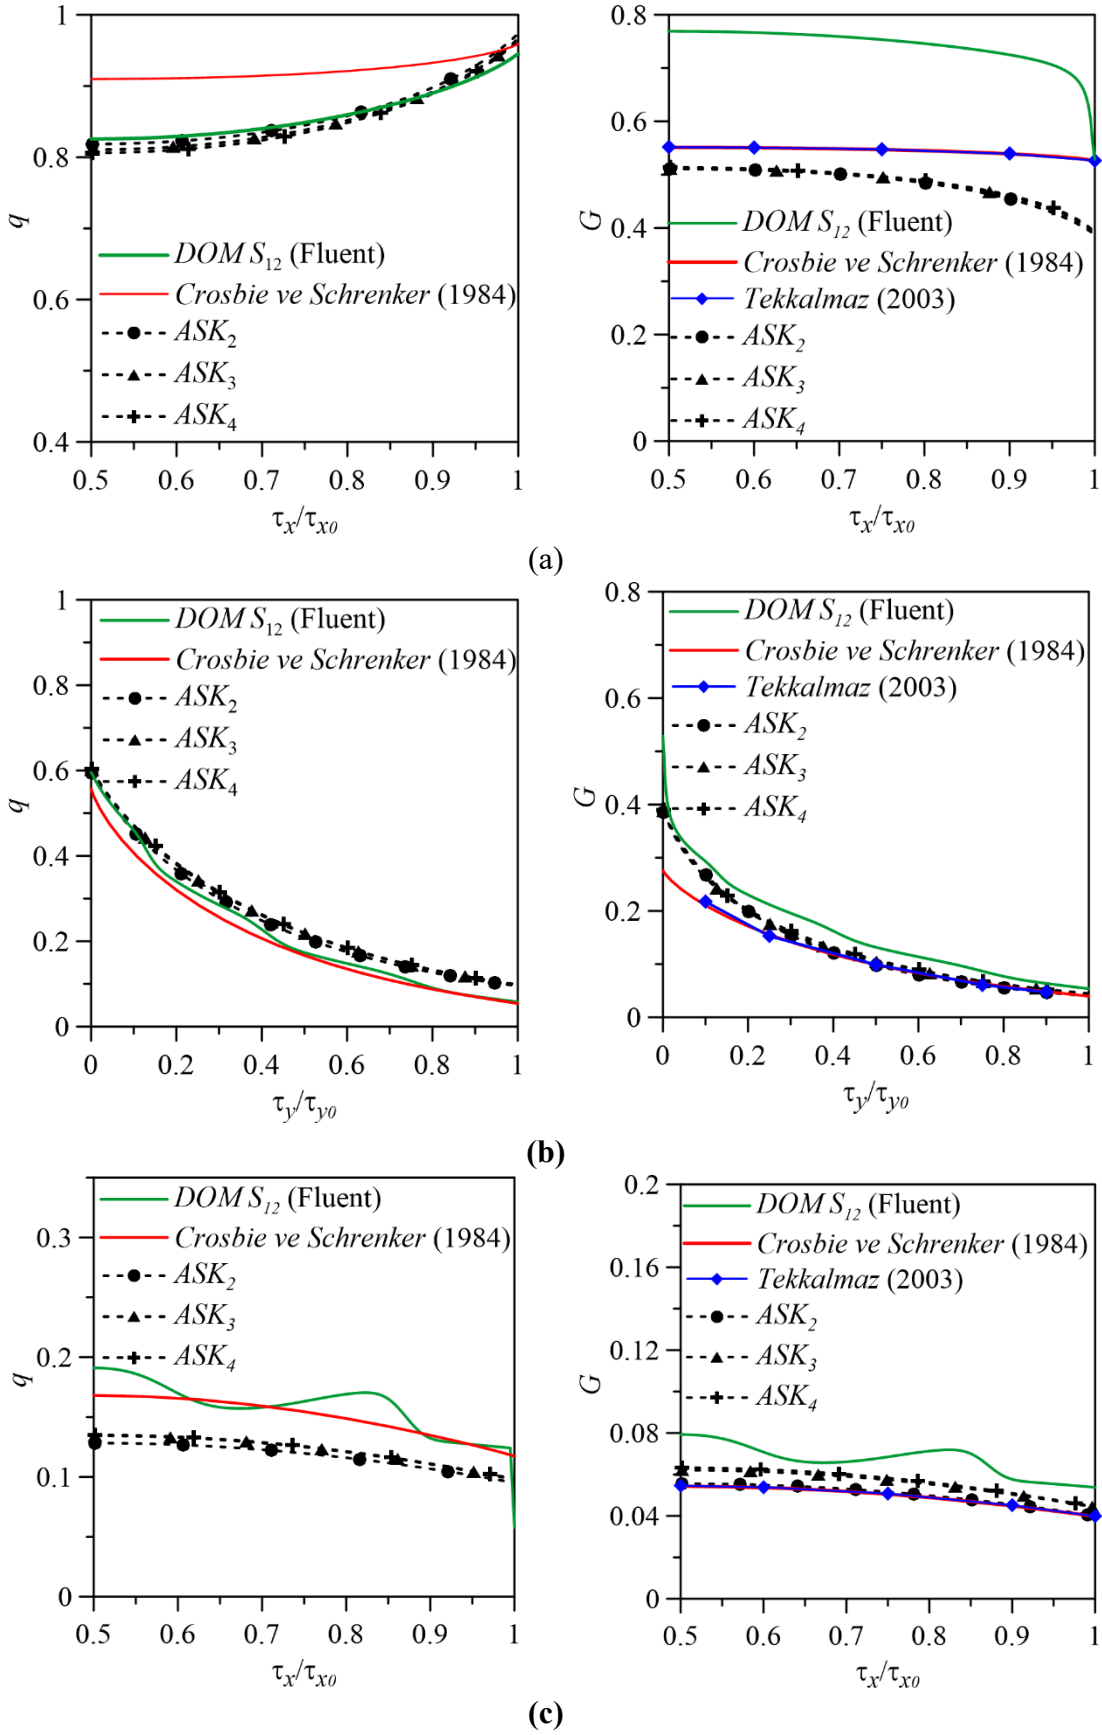 1
0.8
0.6
0.4
q
DOM S12 (Fluent)
Crosbie ve Schrenker (1984)
ASK2
ASK3
ASK4
0.5 0.6 0.7 0.8 0.9 1
τx/τx0
0.8
0.6
0.4
0.2
0
G
DOM S12 (Fluent)
Crosbie ve Schrenker (1984)
Tekkalmaz (2003)
ASK2
ASK3
ASK4
0.5 0.6 0.7 0.8 0.9 1
τx/τx0
(a)
1
0.8
0.6
0.4
0.2
0
q
DOM S12 (Fluent)
Crosbie ve Schrenker (1984)
ASK2
ASK3
ASK4
0 0.2 0.4 0.6 0.8 1
τy/τy0
0.8
0.6
0.4
0.2
0
G
DOM S12 (Fluent)
Crosbie ve Schrenker (1984)
Tekkalmaz (2003)
ASK2
ASK3
ASK4
0 0.2 0.4 0.6 0.8 1
τy/τy0
(b)
0.3
0.2
0.1
0
q
DOM S12 (Fluent)
Crosbie ve Schrenker (1984)
ASK2
ASK3
ASK4
0.5 0.6 0.7 0.8 0.9 1
τx/τx0
0.2
0.16
0.12
0.08
0.04
0
G
DOM S12 (Fluent)
Crosbie ve Schrenker (1984)
Tekkalmaz (2003)
ASK2
ASK3
ASK4
0.5 0.6 0.7 0.8 0.9 1
τx/τx0
(c)